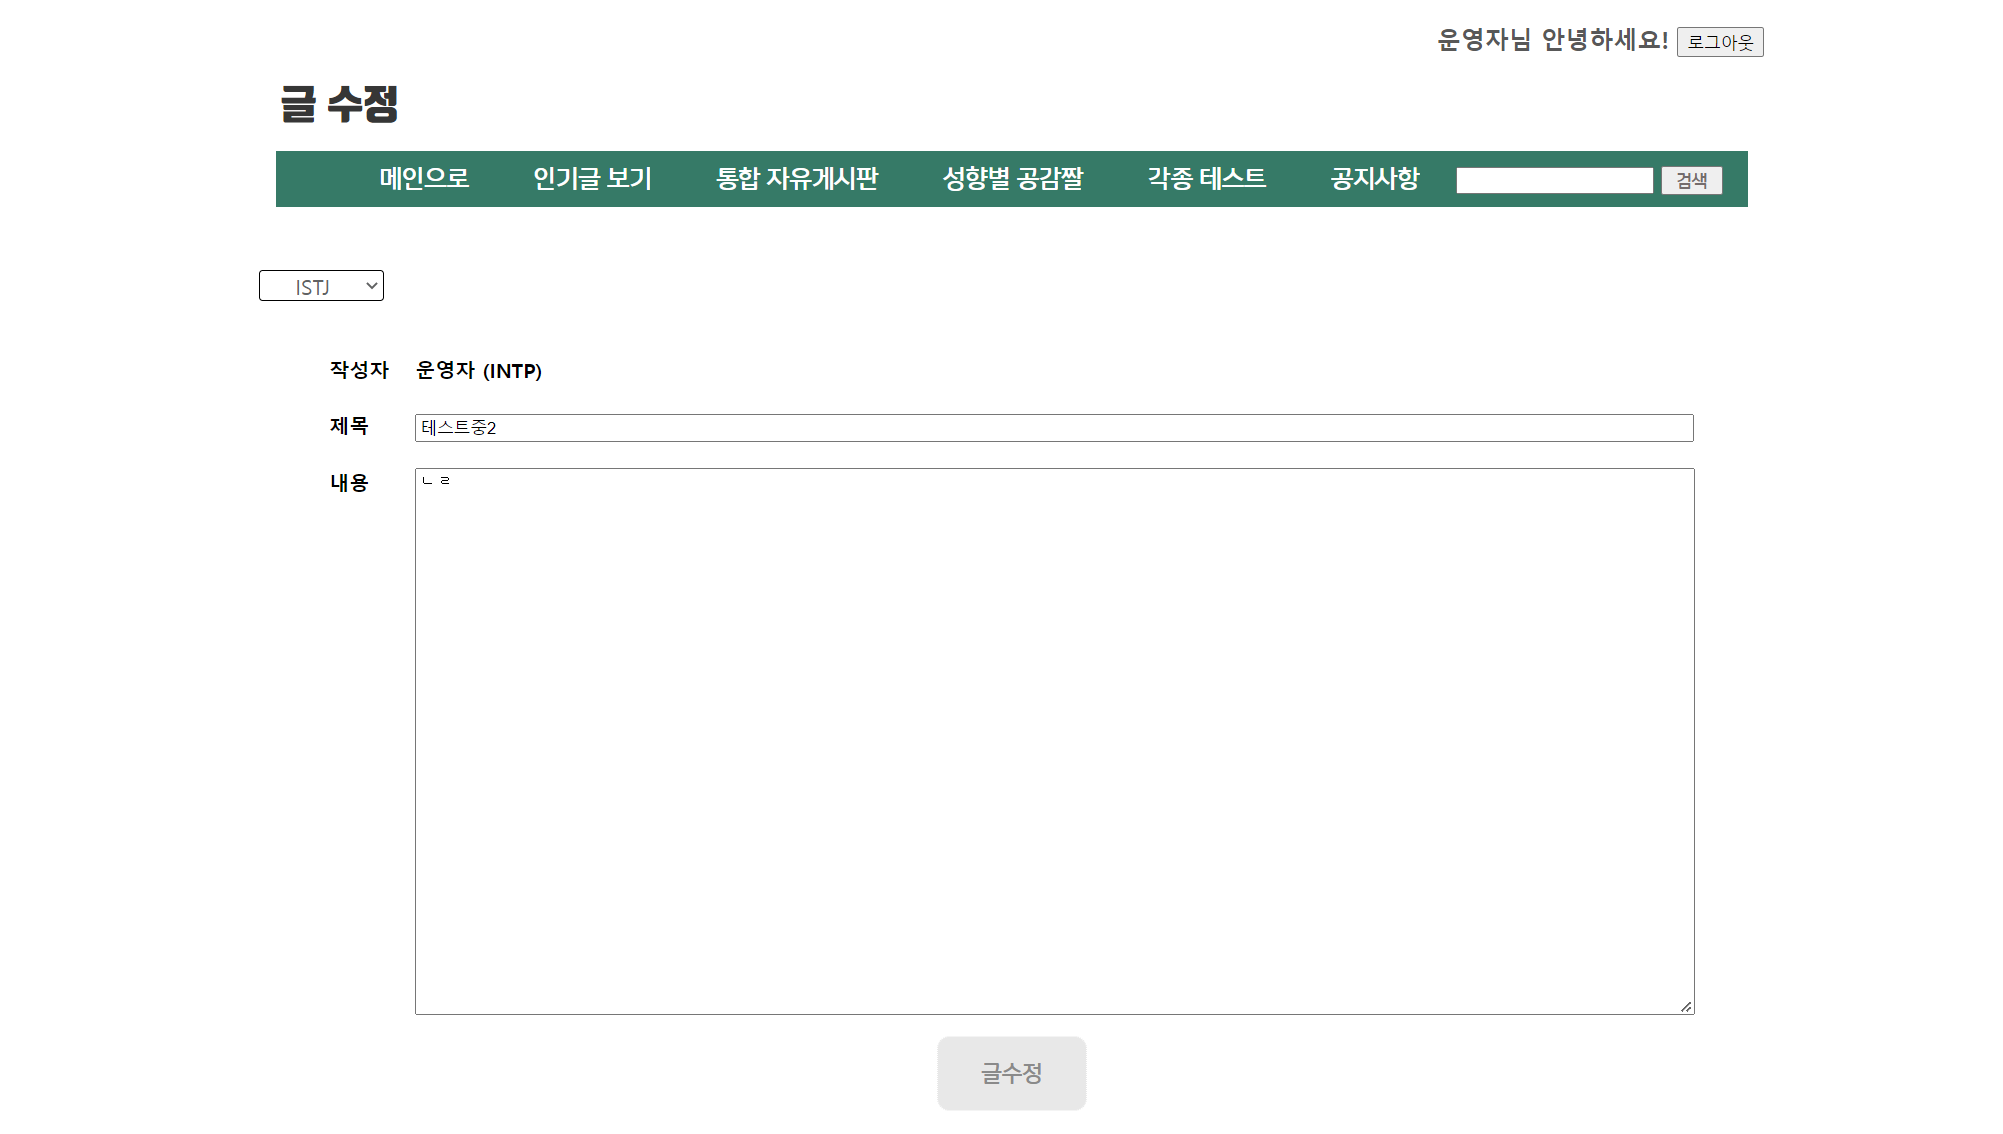 운영자님 안녕하세요! 로그아웃
글 수정
메인으로 인기글 보기 통합 자유게시판 성향별 공감짤 각종 테스트 공지사항 검색
ISTJ
작성자 운영자 (INTP)
제목 테스트중2
내용 ㄴㄹ
글수정